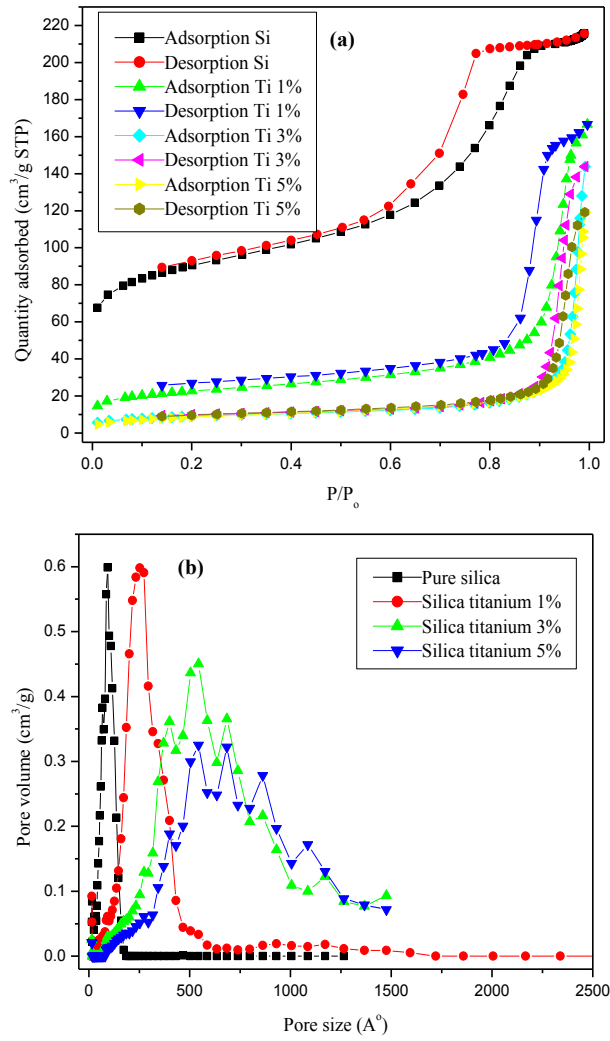 (a)
Adsorption Si
Desorption Si
Adsorption Ti 1%
Desorption Ti 1%
Adsorption Ti 3%
Desorption Ti 3%
Adsorption Ti 5%
Desorption Ti 5%
Quantity adsorbed (cm³/g STP)
220
200
180
160
140
120
100
80
60
40
20
0
0.0 0.2 0.4 0.6 0.8 1.0
P/Pₒ
(b)
Pure silica
Silica titanium 1%
Silica titanium 3%
Silica titanium 5%
Pore volume (cm³/g)
0.6
0.5
0.4
0.3
0.2
0.1
0.0
0 500 1000 1500 2000 2500
Pore size (A°)